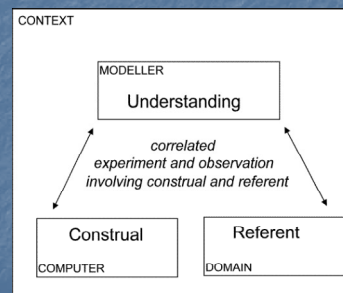 CONTEXT
MODELLER
Understanding
correlated
experiment and observation
involving construal and referent
Construal
COMPUTER
Referent
DOMAIN